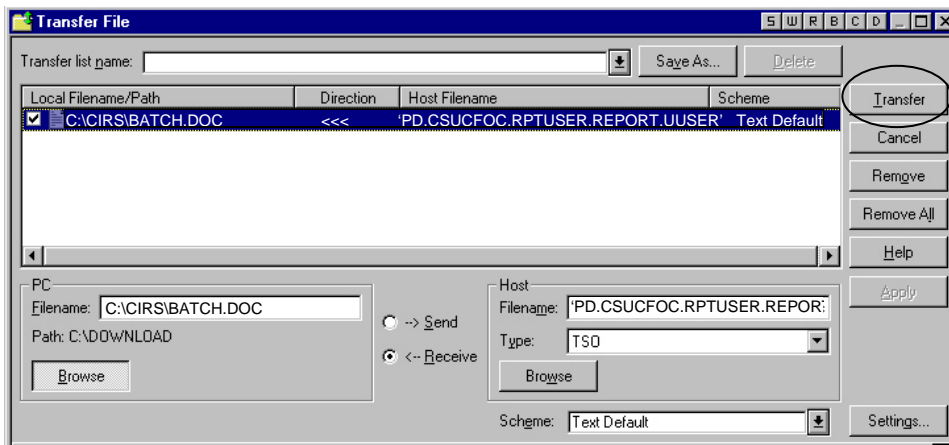 Transfer File
S W R B C D
Transfer list name:
Save As...
Delete
Local Filename/Path Direction Host Filename Scheme
C:\CIRS\BATCH.DOC <<< 'PD.CSUCFOC.RPTUSER.REPORT.UUSER' Text Default
Transfer
Cancel
Remove
Remove All
Help
Apply
PC
Filename: C:\CIRS\BATCH.DOC
Path: C:\DOWNLOAD
Browse
--> Send
<-- Receive
Host
Filename: 'PD.CSUCFOC.RPTUSER.REPOR
Type: TSO
Browse
Scheme: Text Default
Settings...